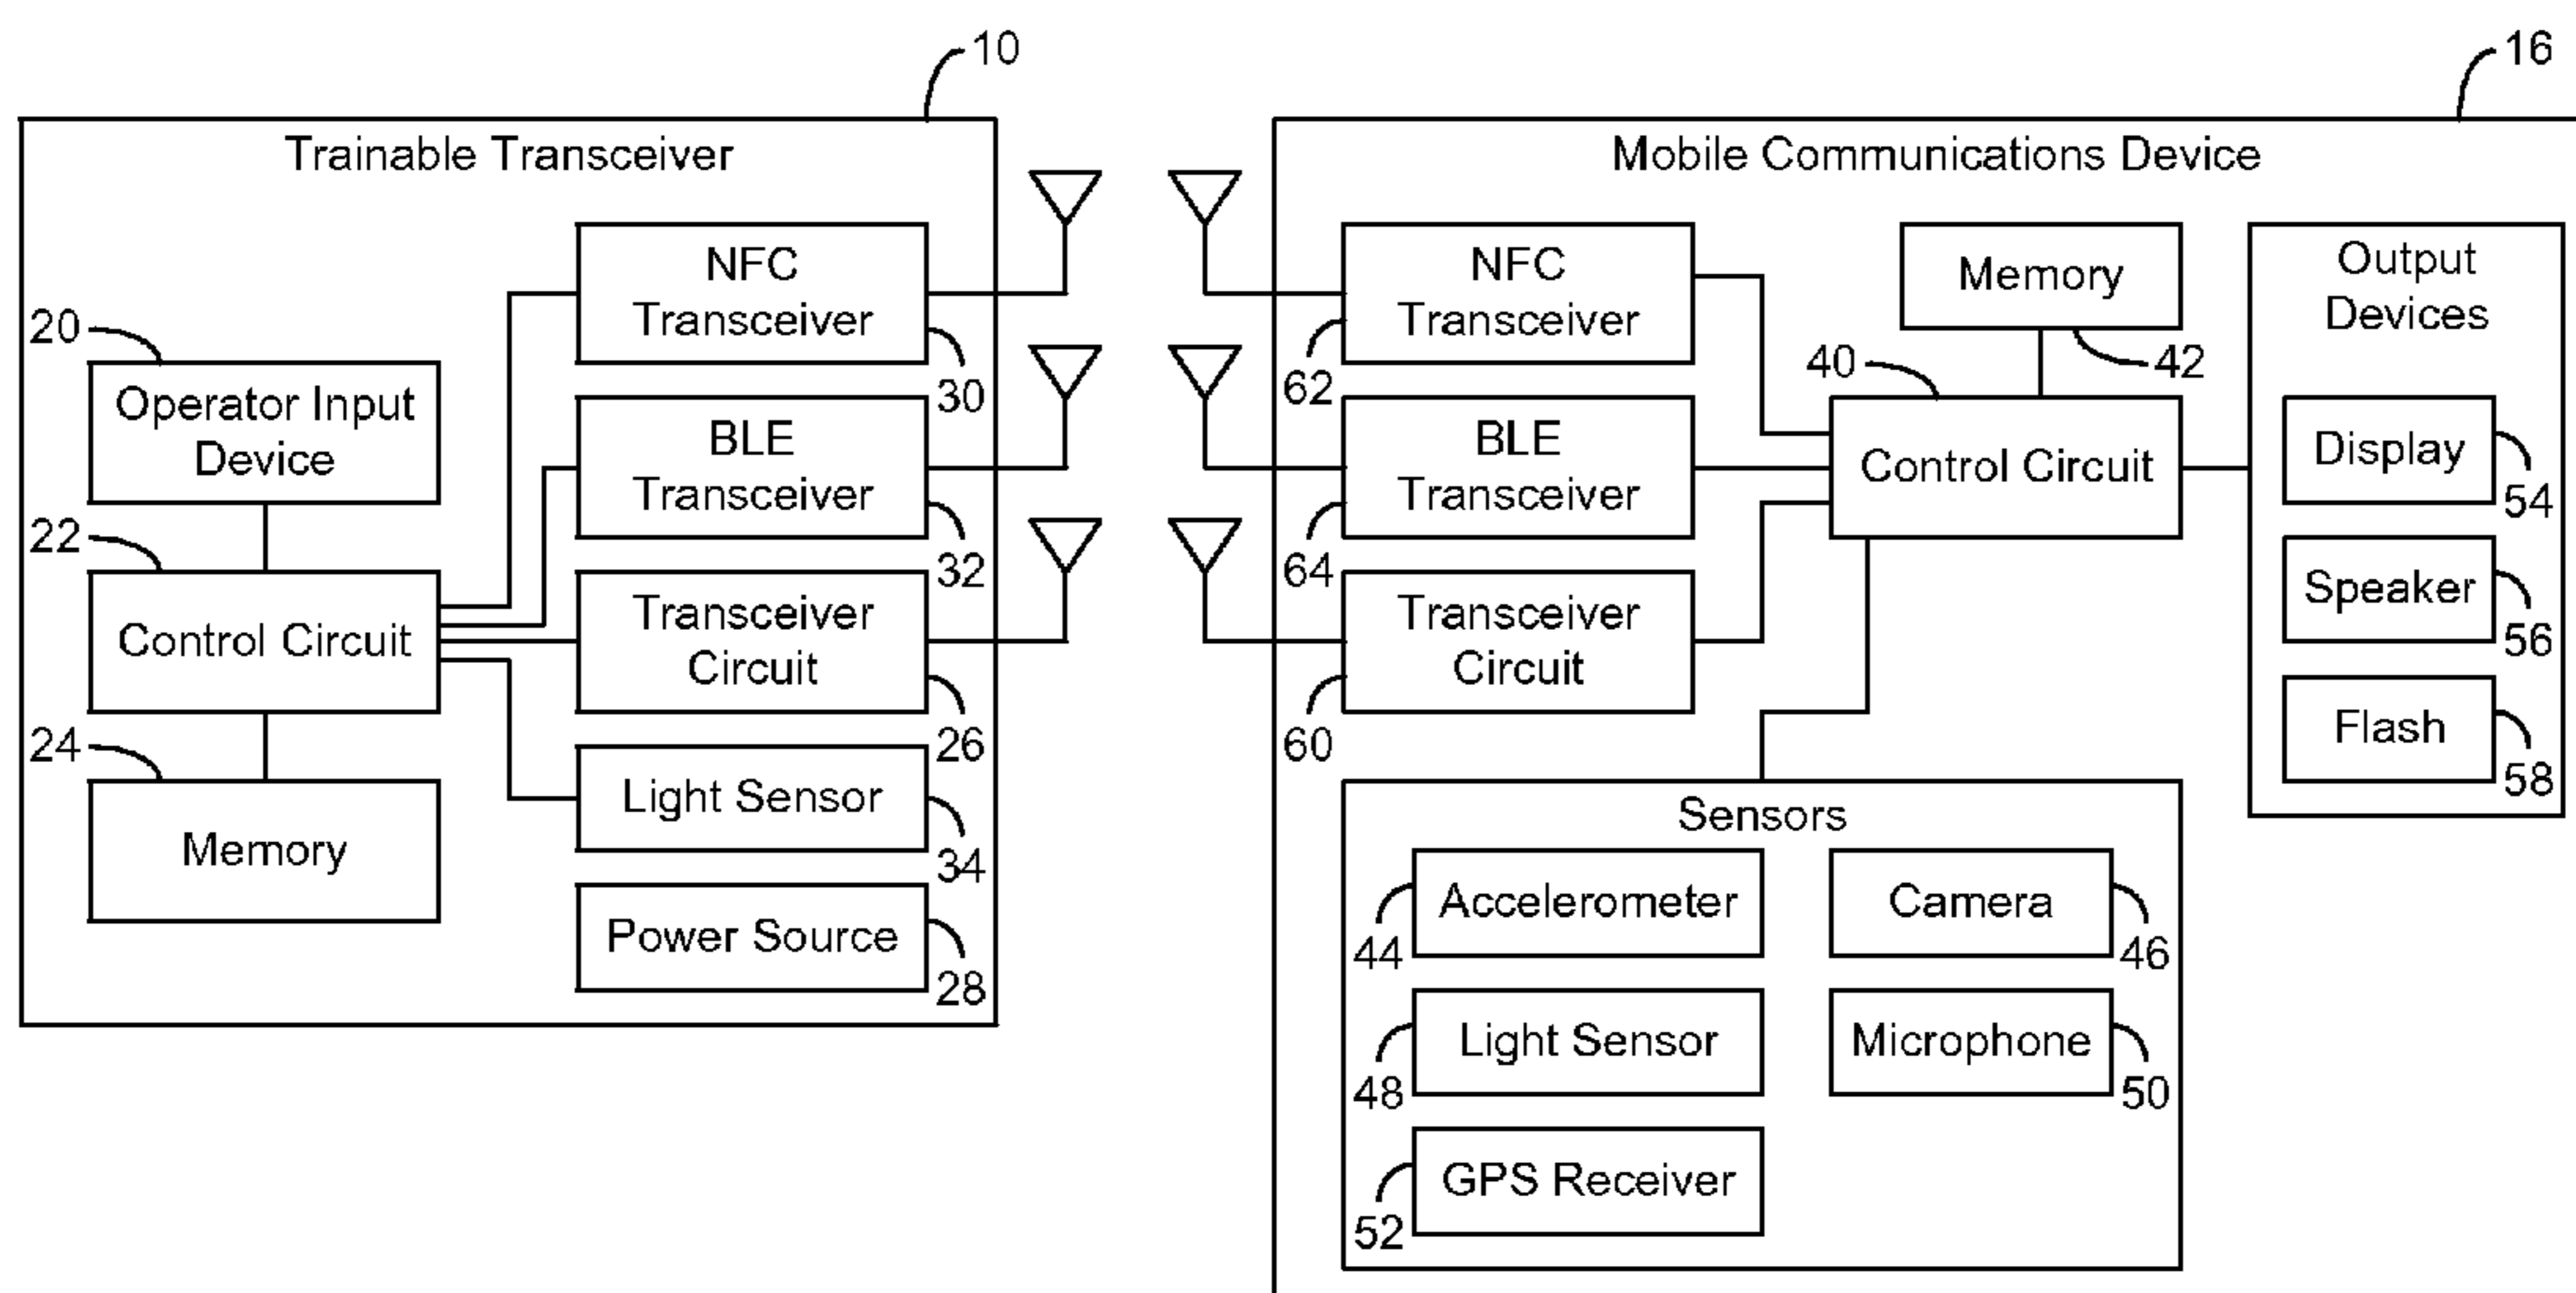 10
16
Trainable Transceiver
Mobile Communications Device
NFC
Transceiver
30
20
Operator Input
Device
BLE
Transceiver
32
22
Control Circuit
Transceiver
Circuit
26
24
Memory
Light Sensor
34
Power Source
28
NFC
Transceiver
62
Memory
42
40
Control Circuit
BLE
Transceiver
64
Transceiver
Circuit
60
Output
Devices
Display
54
Speaker
56
Flash
58
Sensors
Accelerometer
44
Camera
46
Light Sensor
48
Microphone
50
GPS Receiver
52